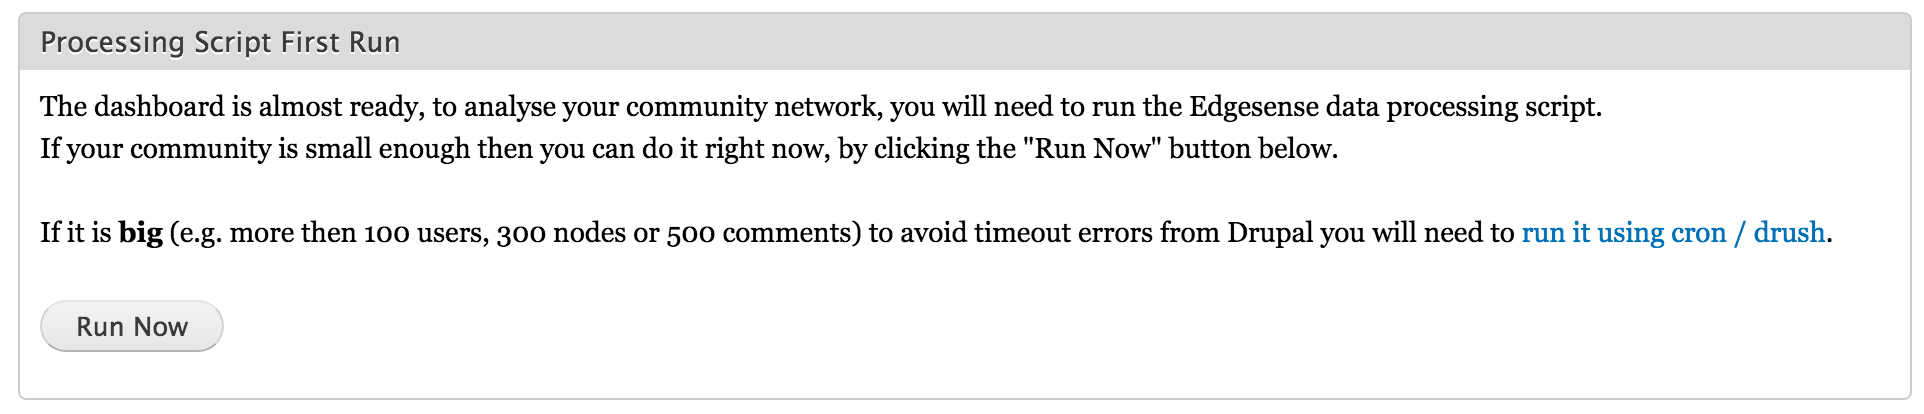 Processing Script First Run
The dashboard is almost ready, to analyse your community network, you will need to run the Edgesense data processing script.
If your community is small enough then you can do it right now, by clicking the "Run Now" button below.
If it is big (e.g. more then 100 users, 300 nodes or 500 comments) to avoid timeout errors from Drupal you will need to run it using cron / drush.
Run Now